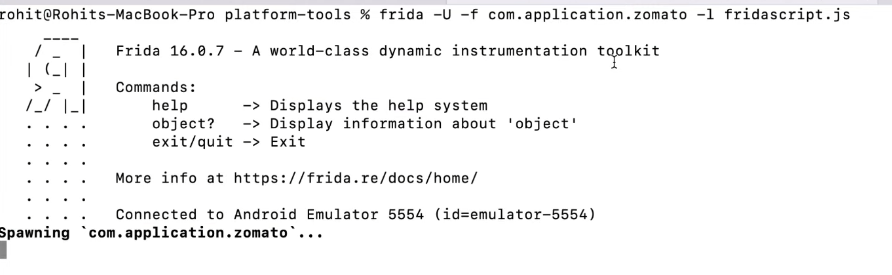 rohit@Rohits-MacBook-Pro platform-tools % frida -U -f com.application.zomato -l fridascript.js
     ____
    / _  |   Frida 16.0.7 - A world-class dynamic instrumentation toolkit
   | (_| |
    > _  |   Commands:
   /_/ |_|       help      -> Displays the help system
   . . . .       object?   -> Display information about 'object'
   . . . .       exit/quit -> Exit
   . . . .
   . . . .   More info at https://frida.re/docs/home/
   . . . .
   . . . .   Connected to Android Emulator 5554 (id=emulator-5554)
Spawning `com.application.zomato`...